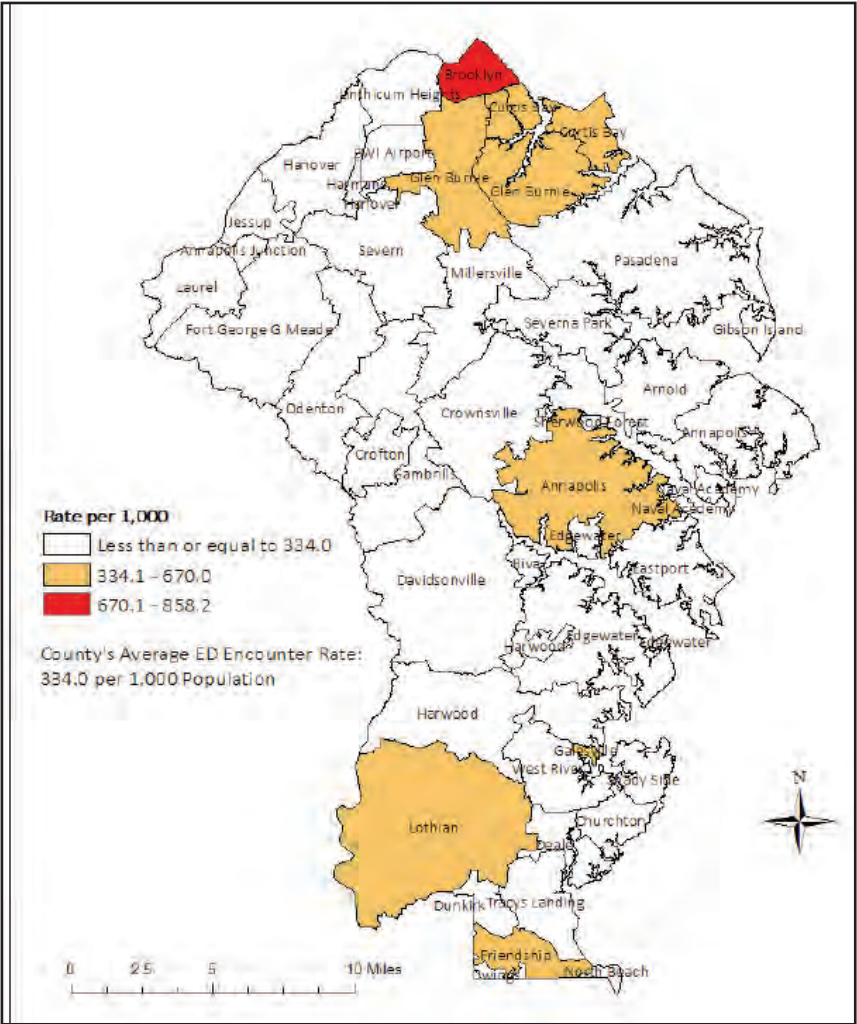 Brooklyn
Linthicum Heights
Curtis Bay
Curtis Bay
BWI Airport
Hanover
Glen Burnie
Harmans
Glen Burnie
Hanover
Jessup
Annapolis Junction
Severn
Pasadena
Millersville
Laurel
Severna Park
Fort George G Meade
Gibson Island
Arnold
Odenton
Crownsville
Sherwood Forest
Annapolis
Crofton
Gambrills
Annapolis
Naval Academy
Naval Academy
Rate per 1,000
Less than or equal to 334.0
334.1 - 670.0
670.1 - 858.2
Edgewater
Riva
Eastport
Davidsonville
Edgewater
Edgewater
Harwood
County's Average ED Encounter Rate:
334.0 per 1,000 Population
Harwood
Galesville
West River
Shady Side
N
Churchton
Lothian
Deale
Dunkirk
Tracys Landing
Friendship
Owings
North Beach
0 2.5 5 10 Miles